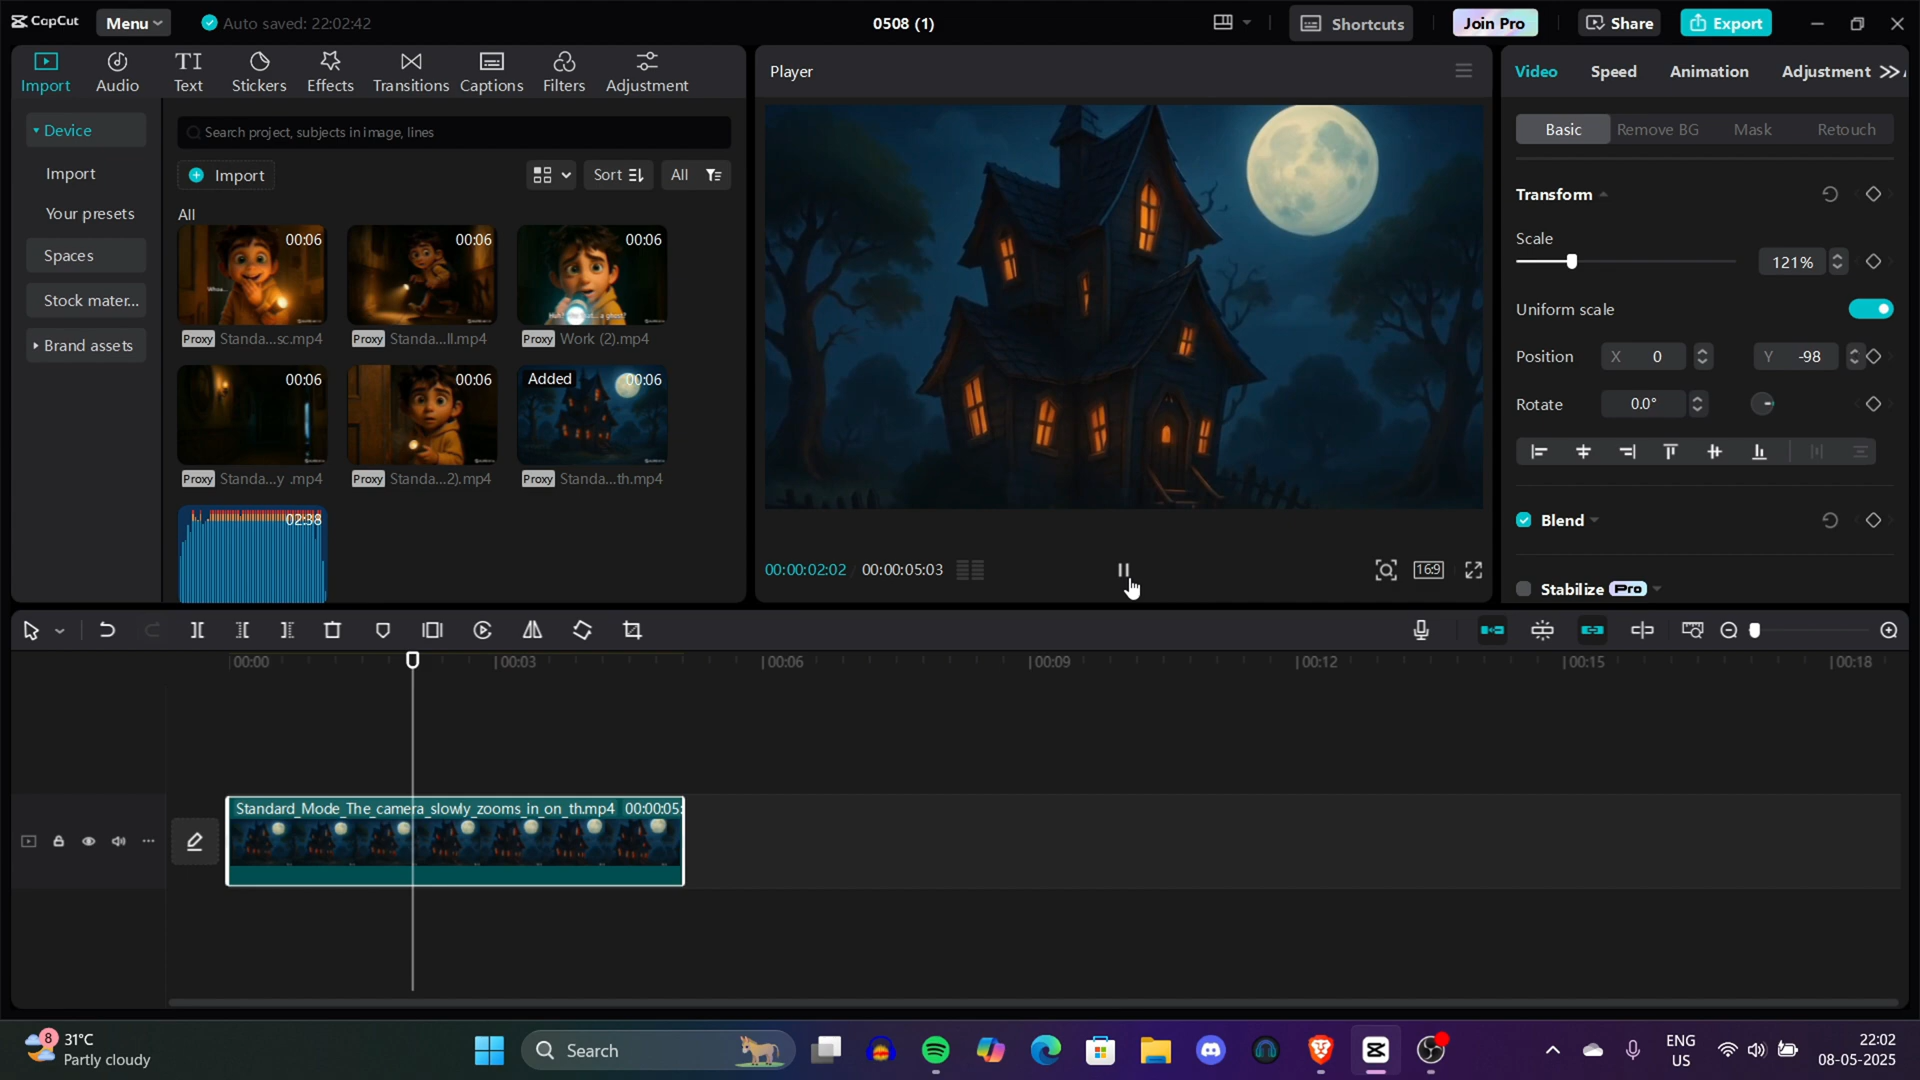 CapCut Menu Auto saved: 22:02:42 0508 (1) Shortcuts Join Pro Share Export
Import Audio Text Stickers Effects Transitions Captions Filters Adjustment
Device
Import
Your presets
Spaces
Stock mater...
Brand assets
Search project, subjects in image, lines
Import Sort All
All
00:06 00:06 00:06
Whoa...
Proxy Standa...sc.mp4 Proxy Standa...ll.mp4 Proxy Work (2).mp4
00:06 00:06 Added 00:06
Proxy Standa...y .mp4 Proxy Standa...2).mp4 Proxy Standa...th.mp4
02:38
Player
00:00:02:02 00:00:05:03 16:9
Video Speed Animation Adjustment
Basic Remove BG Mask Retouch
Transform
Scale
121%
Uniform scale
Position X 0 Y -98
Rotate 0.0°
Blend
Stabilize Pro
00:00 00:03 00:06 00:09 00:12 00:15 00:18
Standard_Mode_The_camera_slowly_zooms_in_on_th.mp4 00:00:05:
8 31°C
Partly cloudy
Search
ENG
US
22:02
08-05-2025